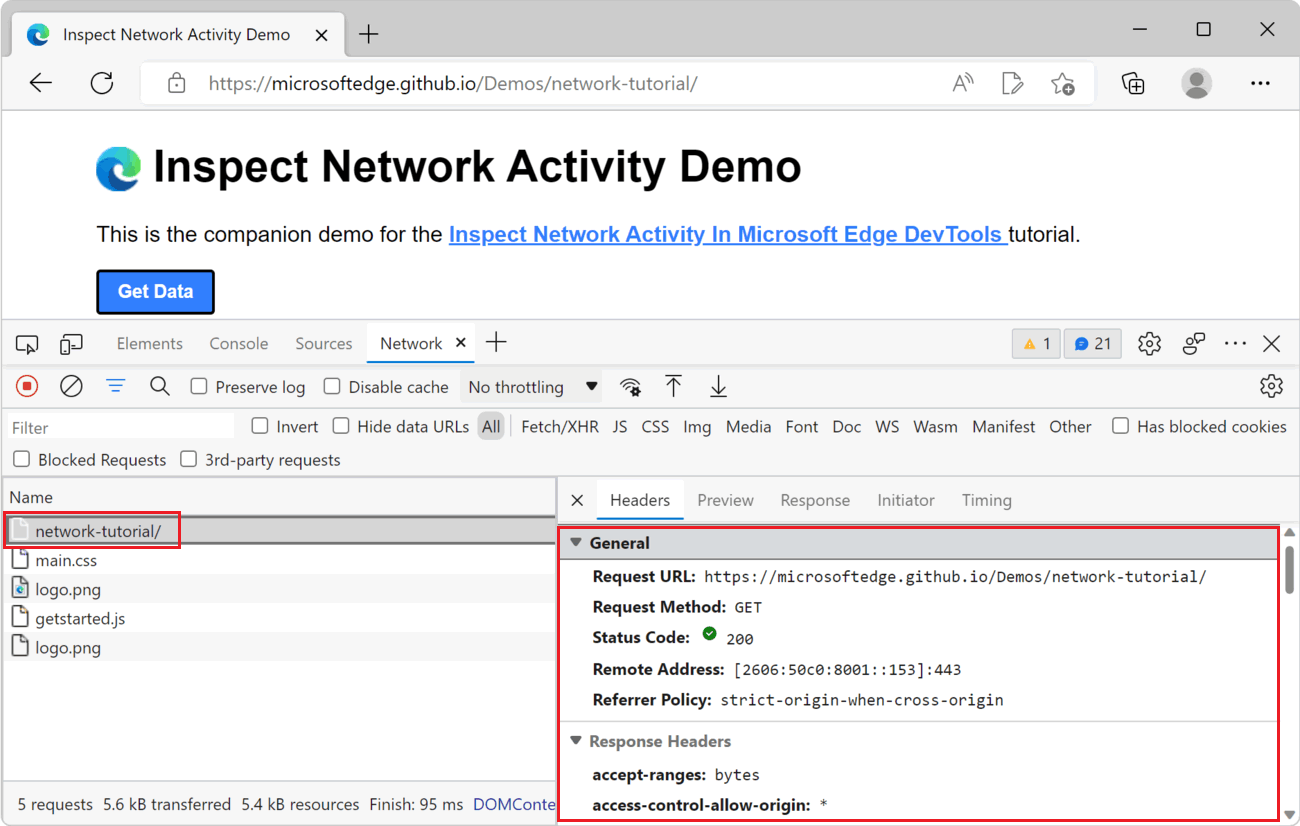 Inspect Network Activity Demo
https://microsoftedge.github.io/Demos/network-tutorial/
Inspect Network Activity Demo
This is the companion demo for the Inspect Network Activity In Microsoft Edge DevTools tutorial.
Get Data
Elements Console Sources Network 1 21
Preserve log Disable cache No throttling
Filter Invert Hide data URLs All Fetch/XHR JS CSS Img Media Font Doc WS Wasm Manifest Other Has blocked cookies
Blocked Requests 3rd-party requests
Name
network-tutorial/
main.css
logo.png
getstarted.js
logo.png
5 requests 5.6 kB transferred 5.4 kB resources Finish: 95 ms DOMConte
Headers Preview Response Initiator Timing
General
Request URL: https://microsoftedge.github.io/Demos/network-tutorial/
Request Method: GET
Status Code: 200
Remote Address: [2606:50c0:8001::153]:443
Referrer Policy: strict-origin-when-cross-origin
Response Headers
accept-ranges: bytes
access-control-allow-origin: *